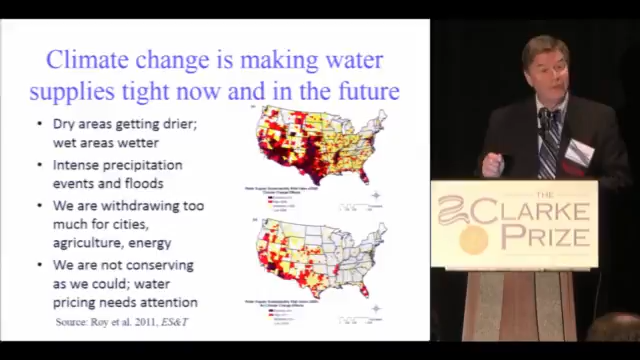 Climate change is making water
supplies tight now and in the future
• Dry areas getting drier;
wet areas wetter
• Intense precipitation
events and floods
• We are withdrawing too
much for cities,
agriculture, energy
• We are not conserving
as we could; water
pricing needs attention
Source: Roy et al. 2011, ES&T
THE
CLARKE
PRIZE